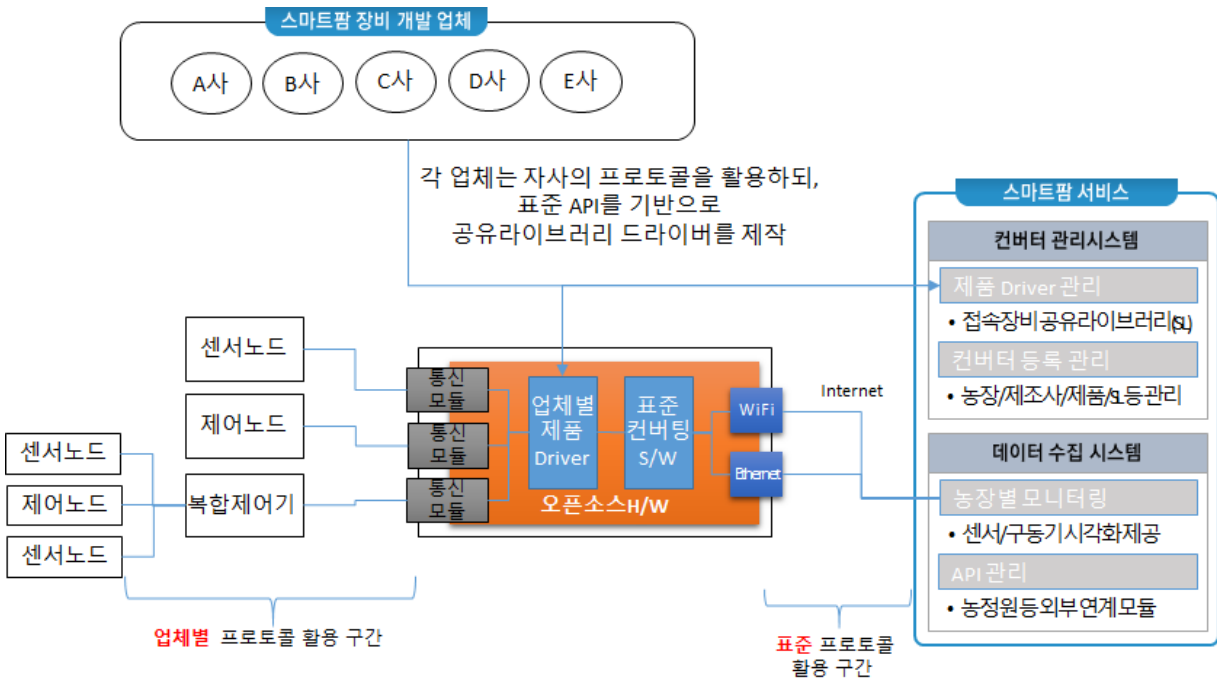 스마트팜 장비 개발 업체
A사
B사
C사
D사
E사
각 업체는 자사의 프로토콜을 활용하되,
표준 API를 기반으로
공유라이브러리 드라이버를 제작
스마트팜 서비스
컨버터 관리시스템
제품 Driver 관리
• 접속장비공유라이브러리(SL)
컨버터 등록 관리
• 농장/제조사/제품/SL등관리
데이터 수집 시스템
농장별 모니터링
• 센서/구동기시각화제공
API 관리
• 농정원등외부연계모듈
센서노드
제어노드
복합제어기
센서노드
제어노드
센서노드
통신
모듈
통신
모듈
통신
모듈
업체별
제품
Driver
표준
컨버팅
S/W
오픈소스H/W
WiFi
Ethernet
Internet
업체별 프로토콜 활용 구간
표준 프로토콜
활용 구간